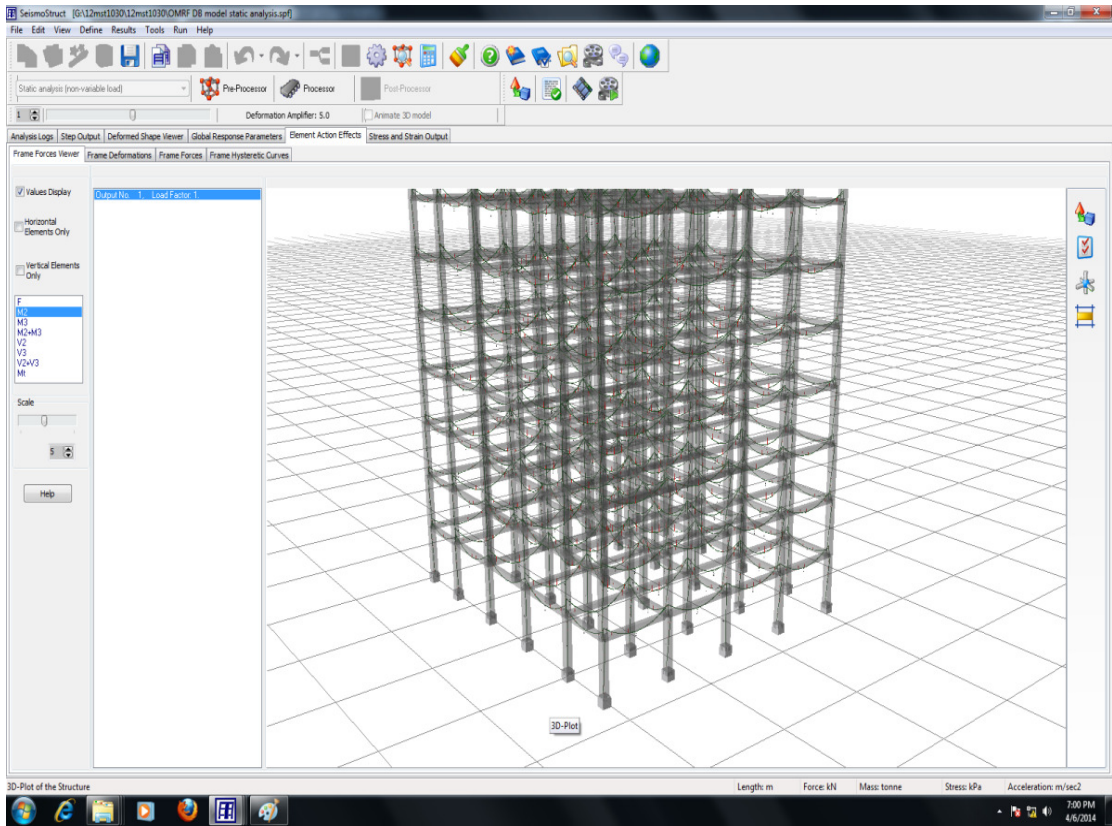 SeismoStruct [G:\12mst1030\12mst1030\OMRF DB model static analysis.spf]
File Edit View Define Results Tools Run Help
Static analysis (non-variable load) Pre-Processor Processor Post-Processor
1 Deformation Amplifier: 5.0 Animate 3D model
Analysis Logs Step Output Deformed Shape Viewer Global Response Parameters Element Action Effects Stress and Strain Output
Frame Forces Viewer Frame Deformations Frame Forces Frame Hysteretic Curves
Values Display
Output No. 1, Load Factor: 1.
Horizontal
Elements Only
Vertical Elements
Only
F
M2
M3
M2+M3
V2
V3
V2+V3
Mt
Scale
5
Help
3D-Plot
3D-Plot of the Structure Length: m Force: kN Mass: tonne Stress: kPa Acceleration: m/sec2
7:00 PM
4/6/2014